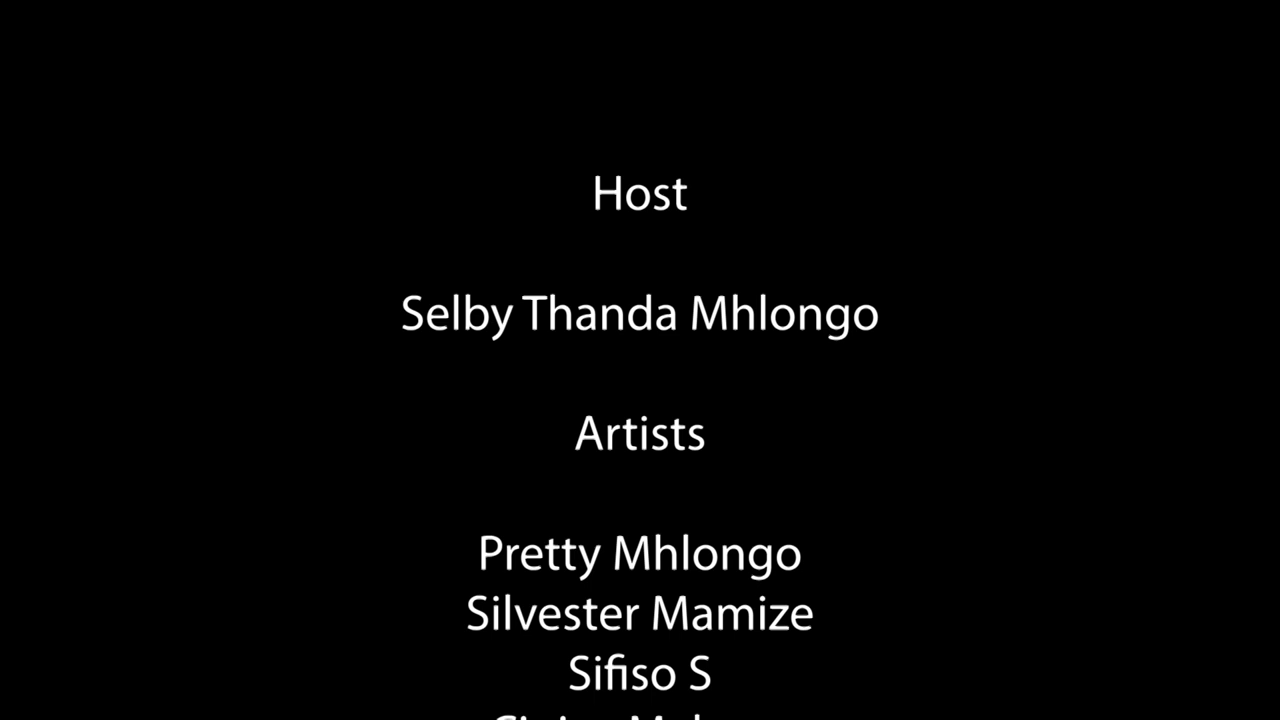 Host
Selby Thanda Mhlongo
Artists
Pretty Mhlongo
Silvester Mamize
Sifiso S